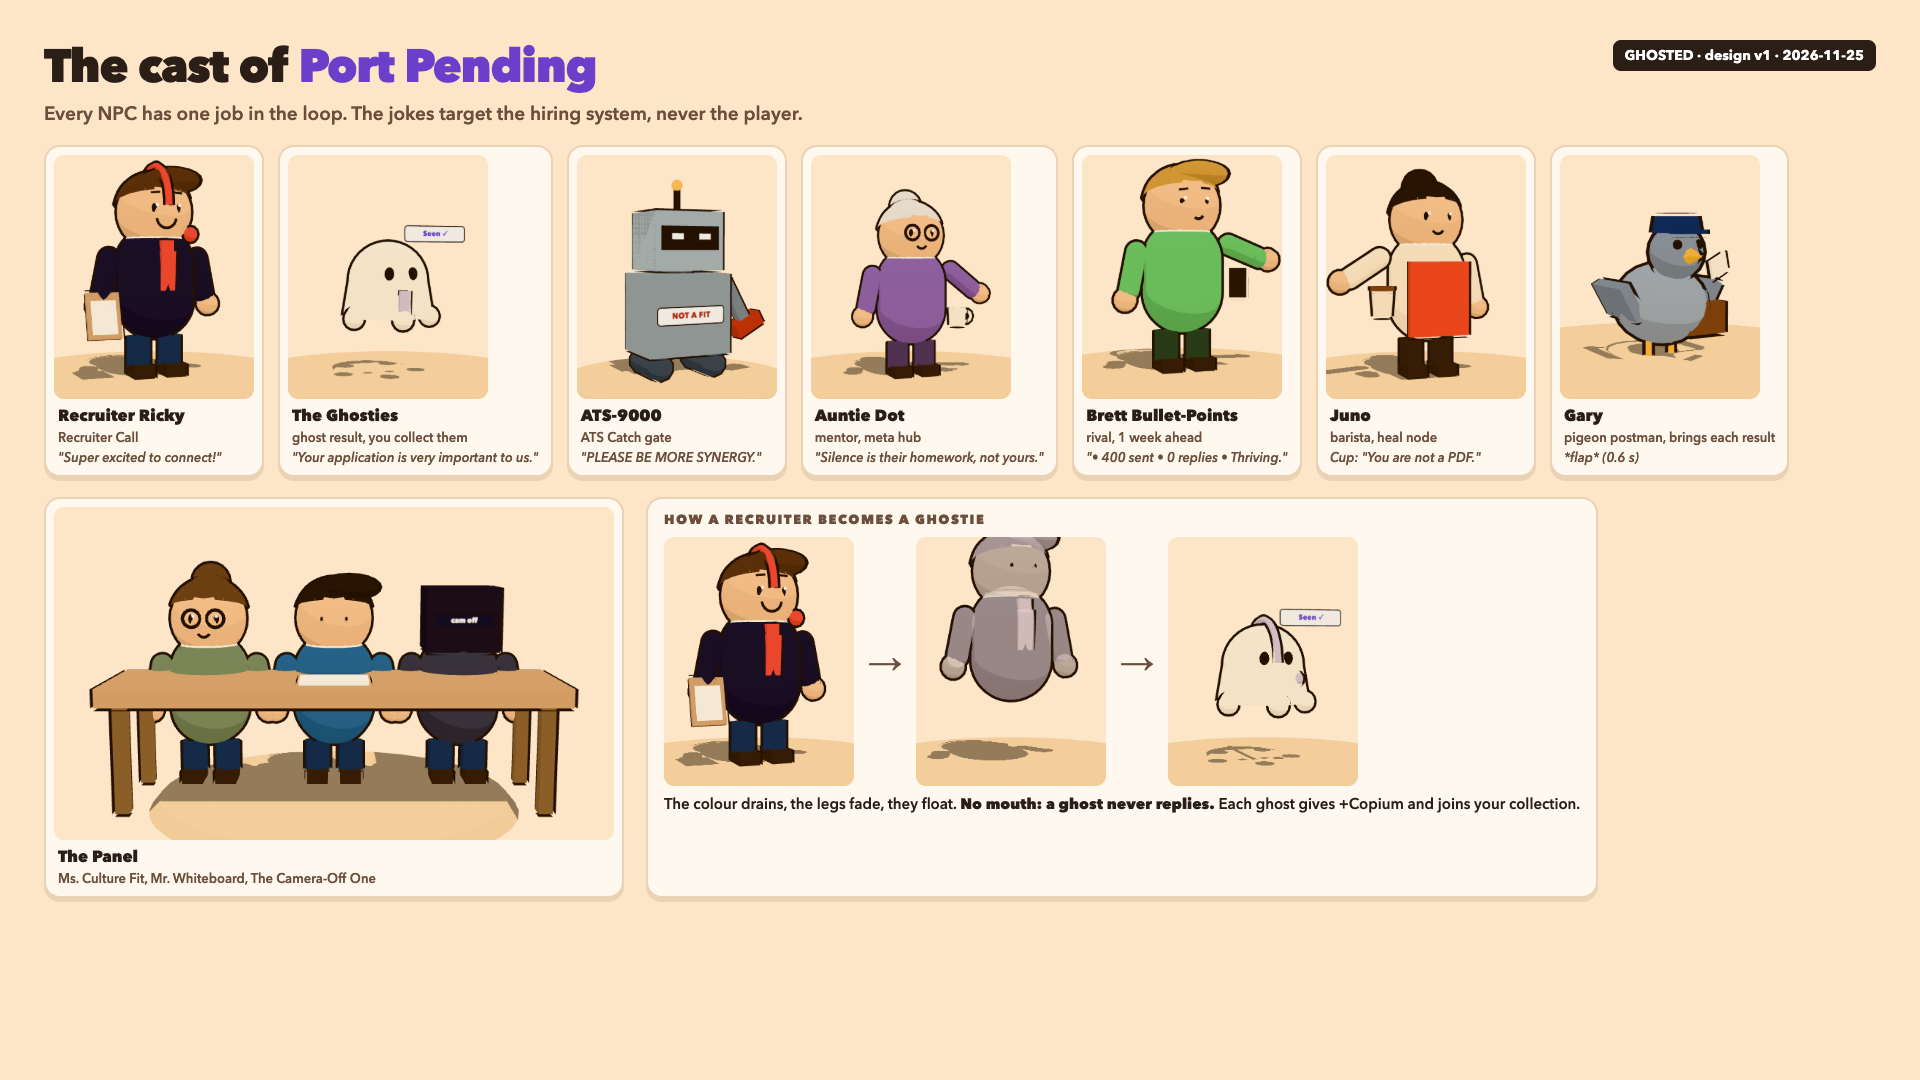 The cast of Port Pending
GHOSTED · design v1 · 2026-11-25
Every NPC has one job in the loop. The jokes target the hiring system, never the player.
Seen ✓
NOT A FIT
Recruiter Ricky
Recruiter Call
"Super excited to connect!"
The Ghosties
ghost result, you collect them
"Your application is very important to us."
ATS-9000
ATS Catch gate
"PLEASE BE MORE SYNERGY."
Auntie Dot
mentor, meta hub
"Silence is their homework, not yours."
Brett Bullet-Points
rival, 1 week ahead
"• 400 sent • 0 replies • Thriving."
Juno
barista, heal node
Cup: "You are not a PDF."
Gary
pigeon postman, brings each result
*flap* (0.6 s)
cam off
The Panel
Ms. Culture Fit, Mr. Whiteboard, The Camera-Off One
HOW A RECRUITER BECOMES A GHOSTIE
→
→
Seen ✓
The colour drains, the legs fade, they float. No mouth: a ghost never replies. Each ghost gives +Copium and joins your collection.